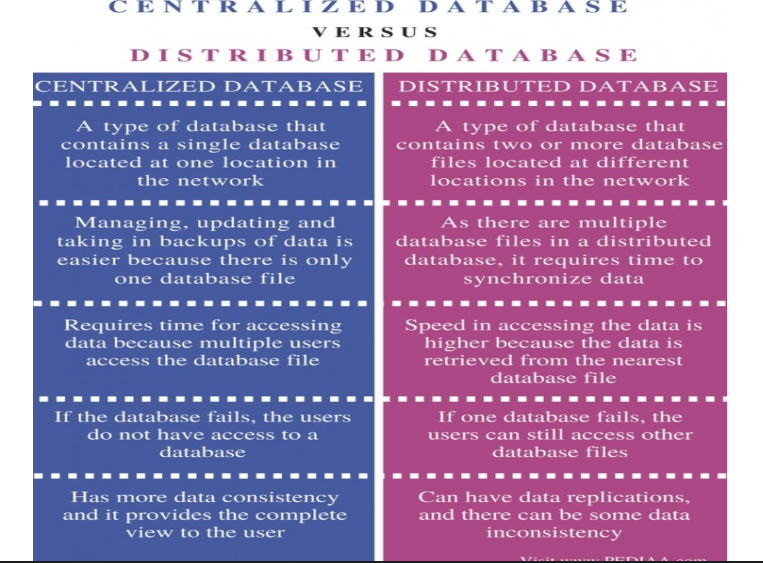 CENTRALIZED DATABASE
VERSUS
DISTRIBUTED DATABASE
CENTRALIZED DATABASE
A type of database that
contains a single database
located at one location in
the network
Managing, updating and
taking in backups of data is
easier because there is only
one database file
Requires time for accessing
data because multiple users
access the database file
If the database fails, the users
do not have access to a
database
Has more data consistency
and it provides the complete
view to the user
DISTRIBUTED DATABASE
A type of database that
contains two or more database
files located at different
locations in the network
As there are multiple
database files in a distributed
database, it requires time to
synchronize data
Speed in accessing the data is
higher because the data is
retrieved from the nearest
database file
If one database fails, the
users can still access other
database files
Can have data replications,
and there can be some data
inconsistency
Visit www.PEDIAA.com